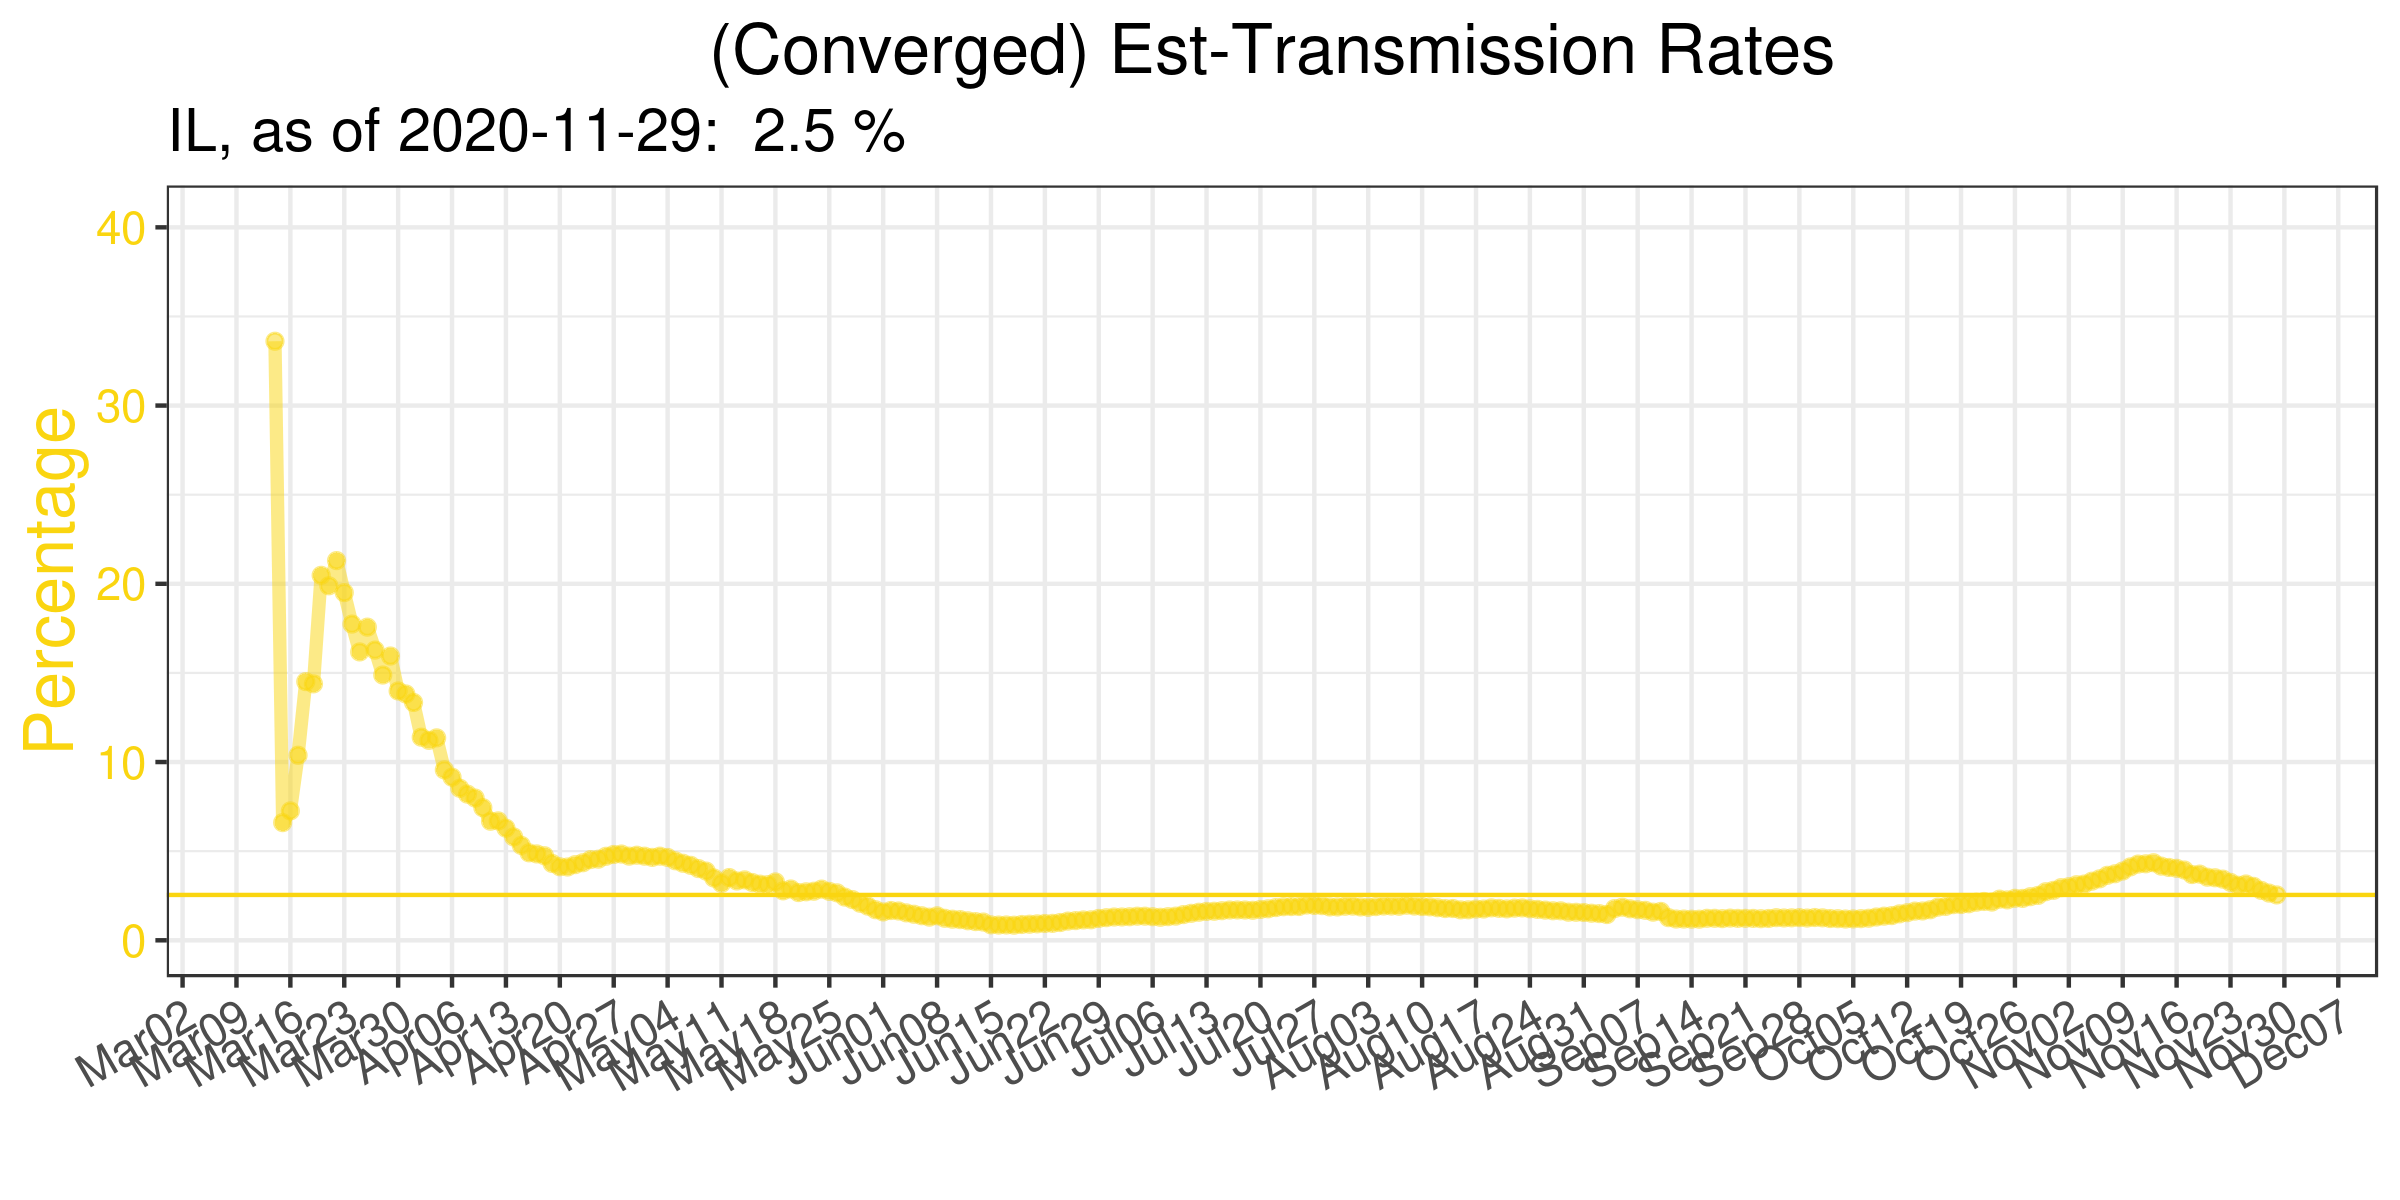 (Converged) Est-Transmission Rates
IL, as of 2020-11-29:  2.5 %
Percentage
40
30
20
10
0
Mar02
Mar09
Mar16
Mar23
Mar30
Apr06
Apr13
Apr20
Apr27
May04
May11
May18
May25
Jun01
Jun08
Jun15
Jun22
Jun29
Jul06
Jul13
Jul20
Jul27
Aug03
Aug10
Aug17
Aug24
Aug31
Sep07
Sep14
Sep21
Sep28
Oct05
Oct12
Oct19
Oct26
Nov02
Nov09
Nov16
Nov23
Nov30
Dec07